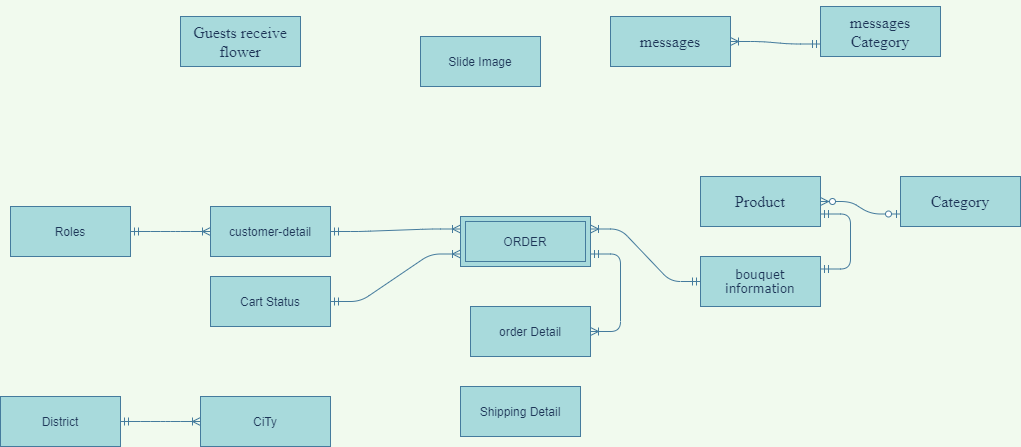 Guests receive
flower
Slide Image
messages
messages
Category
Product
Category
Roles
customer-detail
ORDER
bouquet
information
Cart Status
order Detail
Shipping Detail
District
CiTy